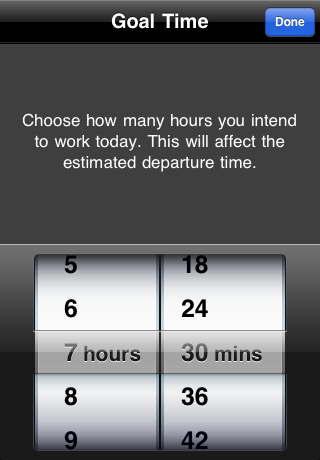 Goal Time Done
Choose how many hours you intend
to work today. This will affect the
estimated departure time.
5 18
6 24
7 hours 30 mins
8 36
9 42